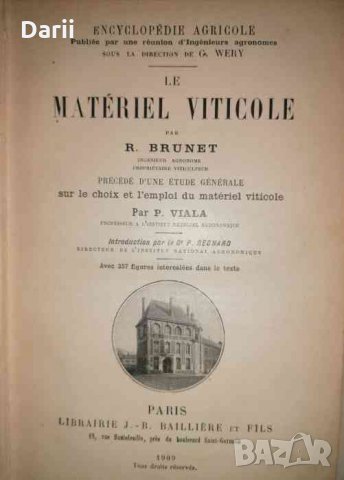 Darii
ENCYCLOPÉDIE AGRICOLE
Publiée par une réunion d'Ingénieurs agronomes
SOUS LA DIRECTION DE G. WERY
LE
MATÉRIEL VITICOLE
PAR
R. BRUNET
INGÉNIEUR AGRONOME
PROPRIÉTAIRE VITICULTEUR
PRÉCÉDÉ D'UNE ÉTUDE GÉNÉRALE
sur le choix et l'emploi du matériel viticole
Par P. VIALA
PROFESSEUR A L'INSTITUT NATIONAL AGRONOMIQUE
Introduction par le Dr P. REGNARD
DIRECTEUR DE L'INSTITUT NATIONAL AGRONOMIQUE
Avec 357 figures intercalées dans le texte
PARIS
LIBRAIRIE J.-B. BAILLIÈRE ET FILS
19, rue Hautefeuille, près du boulevard Saint-Germain
1909
Tous droits réservés.
BAZAR
bg